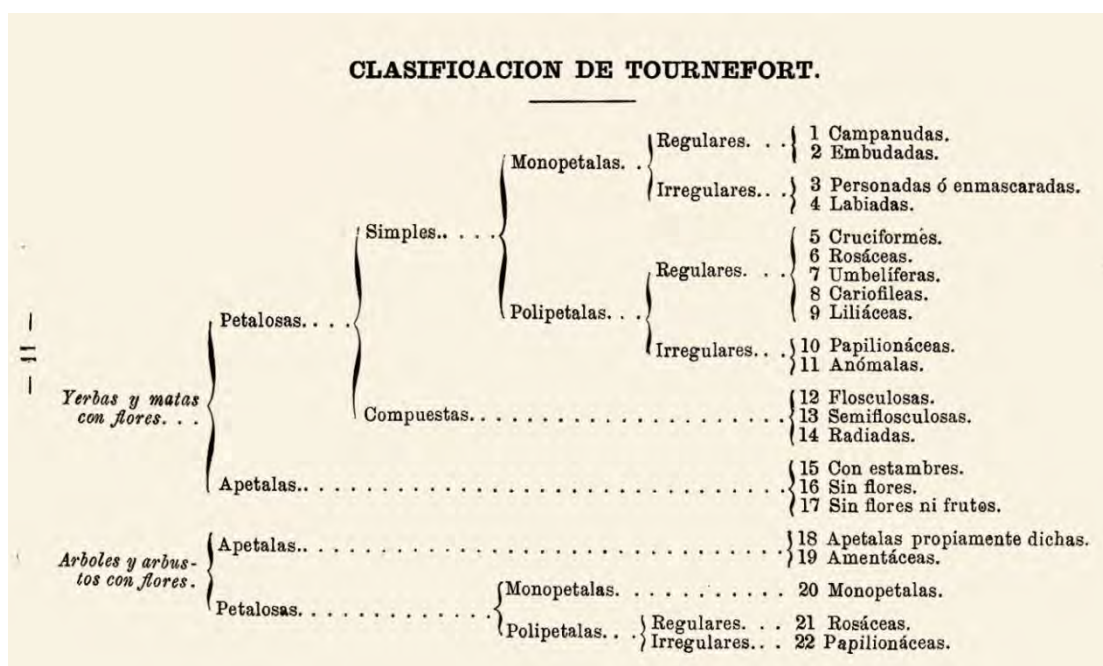 CLASIFICACION DE TOURNEFORT.
Monopetalas. .
Regulares. . .
1 Campanudas.
2 Embudadas.
Irregulares.. .
3 Personadas ó enmascaradas.
4 Labiadas.
Simples.. . . .
Polipetalas. . .
Regulares. . .
5 Cruciformes.
6 Rosáceas.
7 Umbelíferas.
8 Cariofileas.
9 Liliáceas.
Irregulares.. .
10 Papilionáceas.
11 Anómalas.
— 11 —
Yerbas y matas
con flores. . .
Petalosas. . . .
Compuestas. . . . . . . . . . . . . . . . . . . .
12 Flosculosas.
13 Semiflosculosas.
14 Radiadas.
Apetalas.. . . . . . . . . . . . . . . . . . . . . . . . . . . .
15 Con estambres.
16 Sin flores.
17 Sin flores ni frutos.
Arboles y arbus-
tos con flores.
Apetalas.. . . . . . . . . . . . . . . . . . . . . . . . . . . .
18 Apetalas propiamente dichas.
19 Amentáceas.
Petalosas. . . . . . . . . . .
Monopetalas. . . . . . . . . . . 20 Monopetalas.
Polipetalas.. .
Regulares. . . 21 Rosáceas.
Irregulares.. . 22 Papilionáceas.